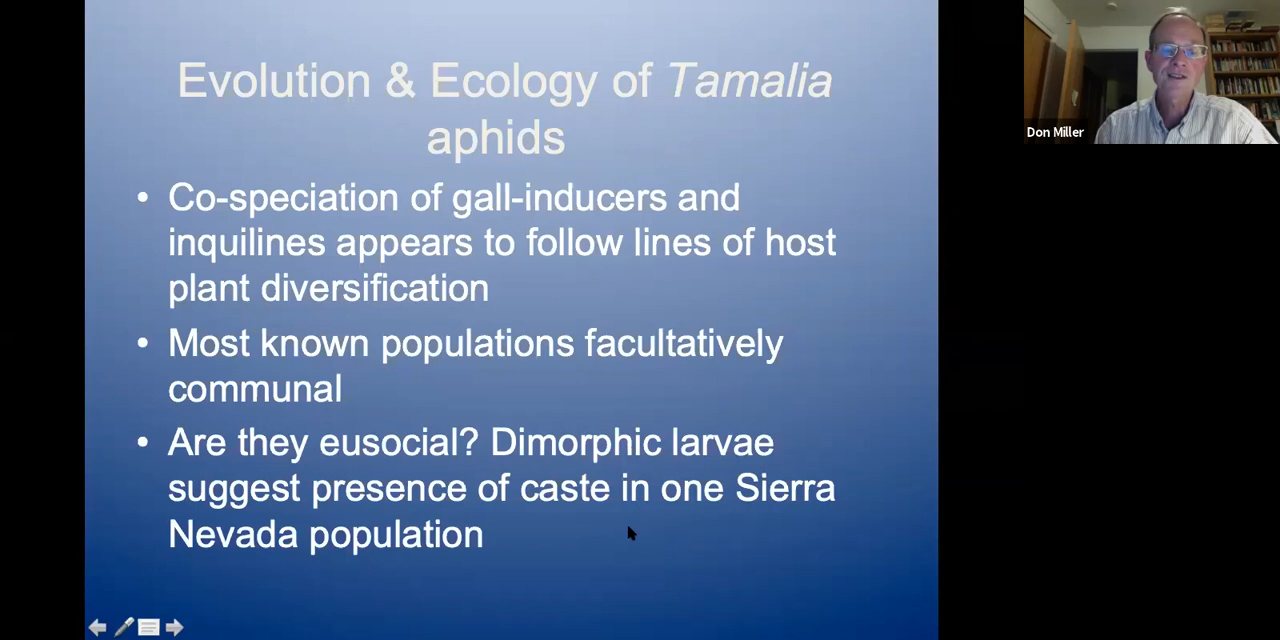 Evolution & Ecology of Tamalia
aphids
• Co-speciation of gall-inducers and
inquilines appears to follow lines of host
plant diversification
• Most known populations facultatively
communal
• Are they eusocial? Dimorphic larvae
suggest presence of caste in one Sierra
Nevada population
Don Miller